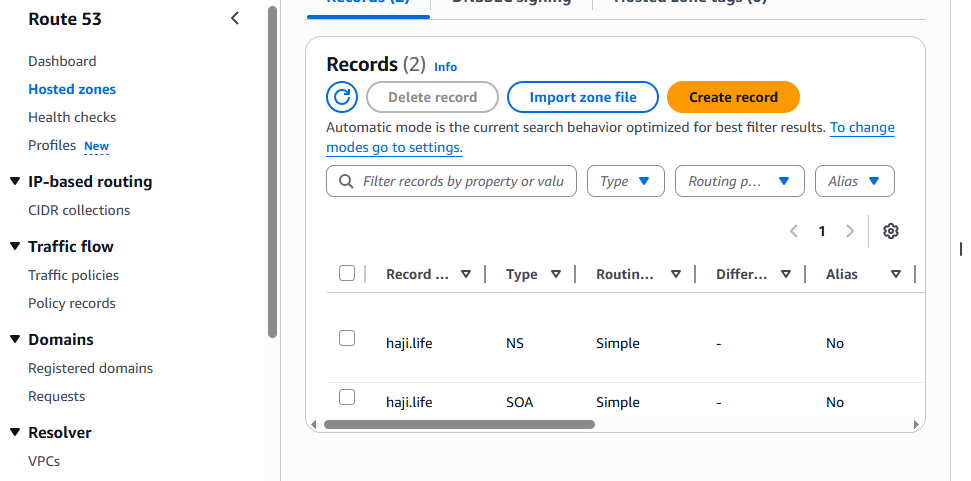 Route 53
Dashboard
Hosted zones
Health checks
Profiles New
IP-based routing
CIDR collections
Traffic flow
Traffic policies
Policy records
Domains
Registered domains
Requests
Resolver
VPCs
Records (2) DNSSEC signing Hosted zone tags (0)
Records (2) Info
Delete record Import zone file Create record
Automatic mode is the current search behavior optimized for best filter results. To change
modes go to settings.
Filter records by property or valu Type Routing p... Alias
1
Record ... Type Routin... Differ... Alias
haji.life NS Simple - No
haji.life SOA Simple - No